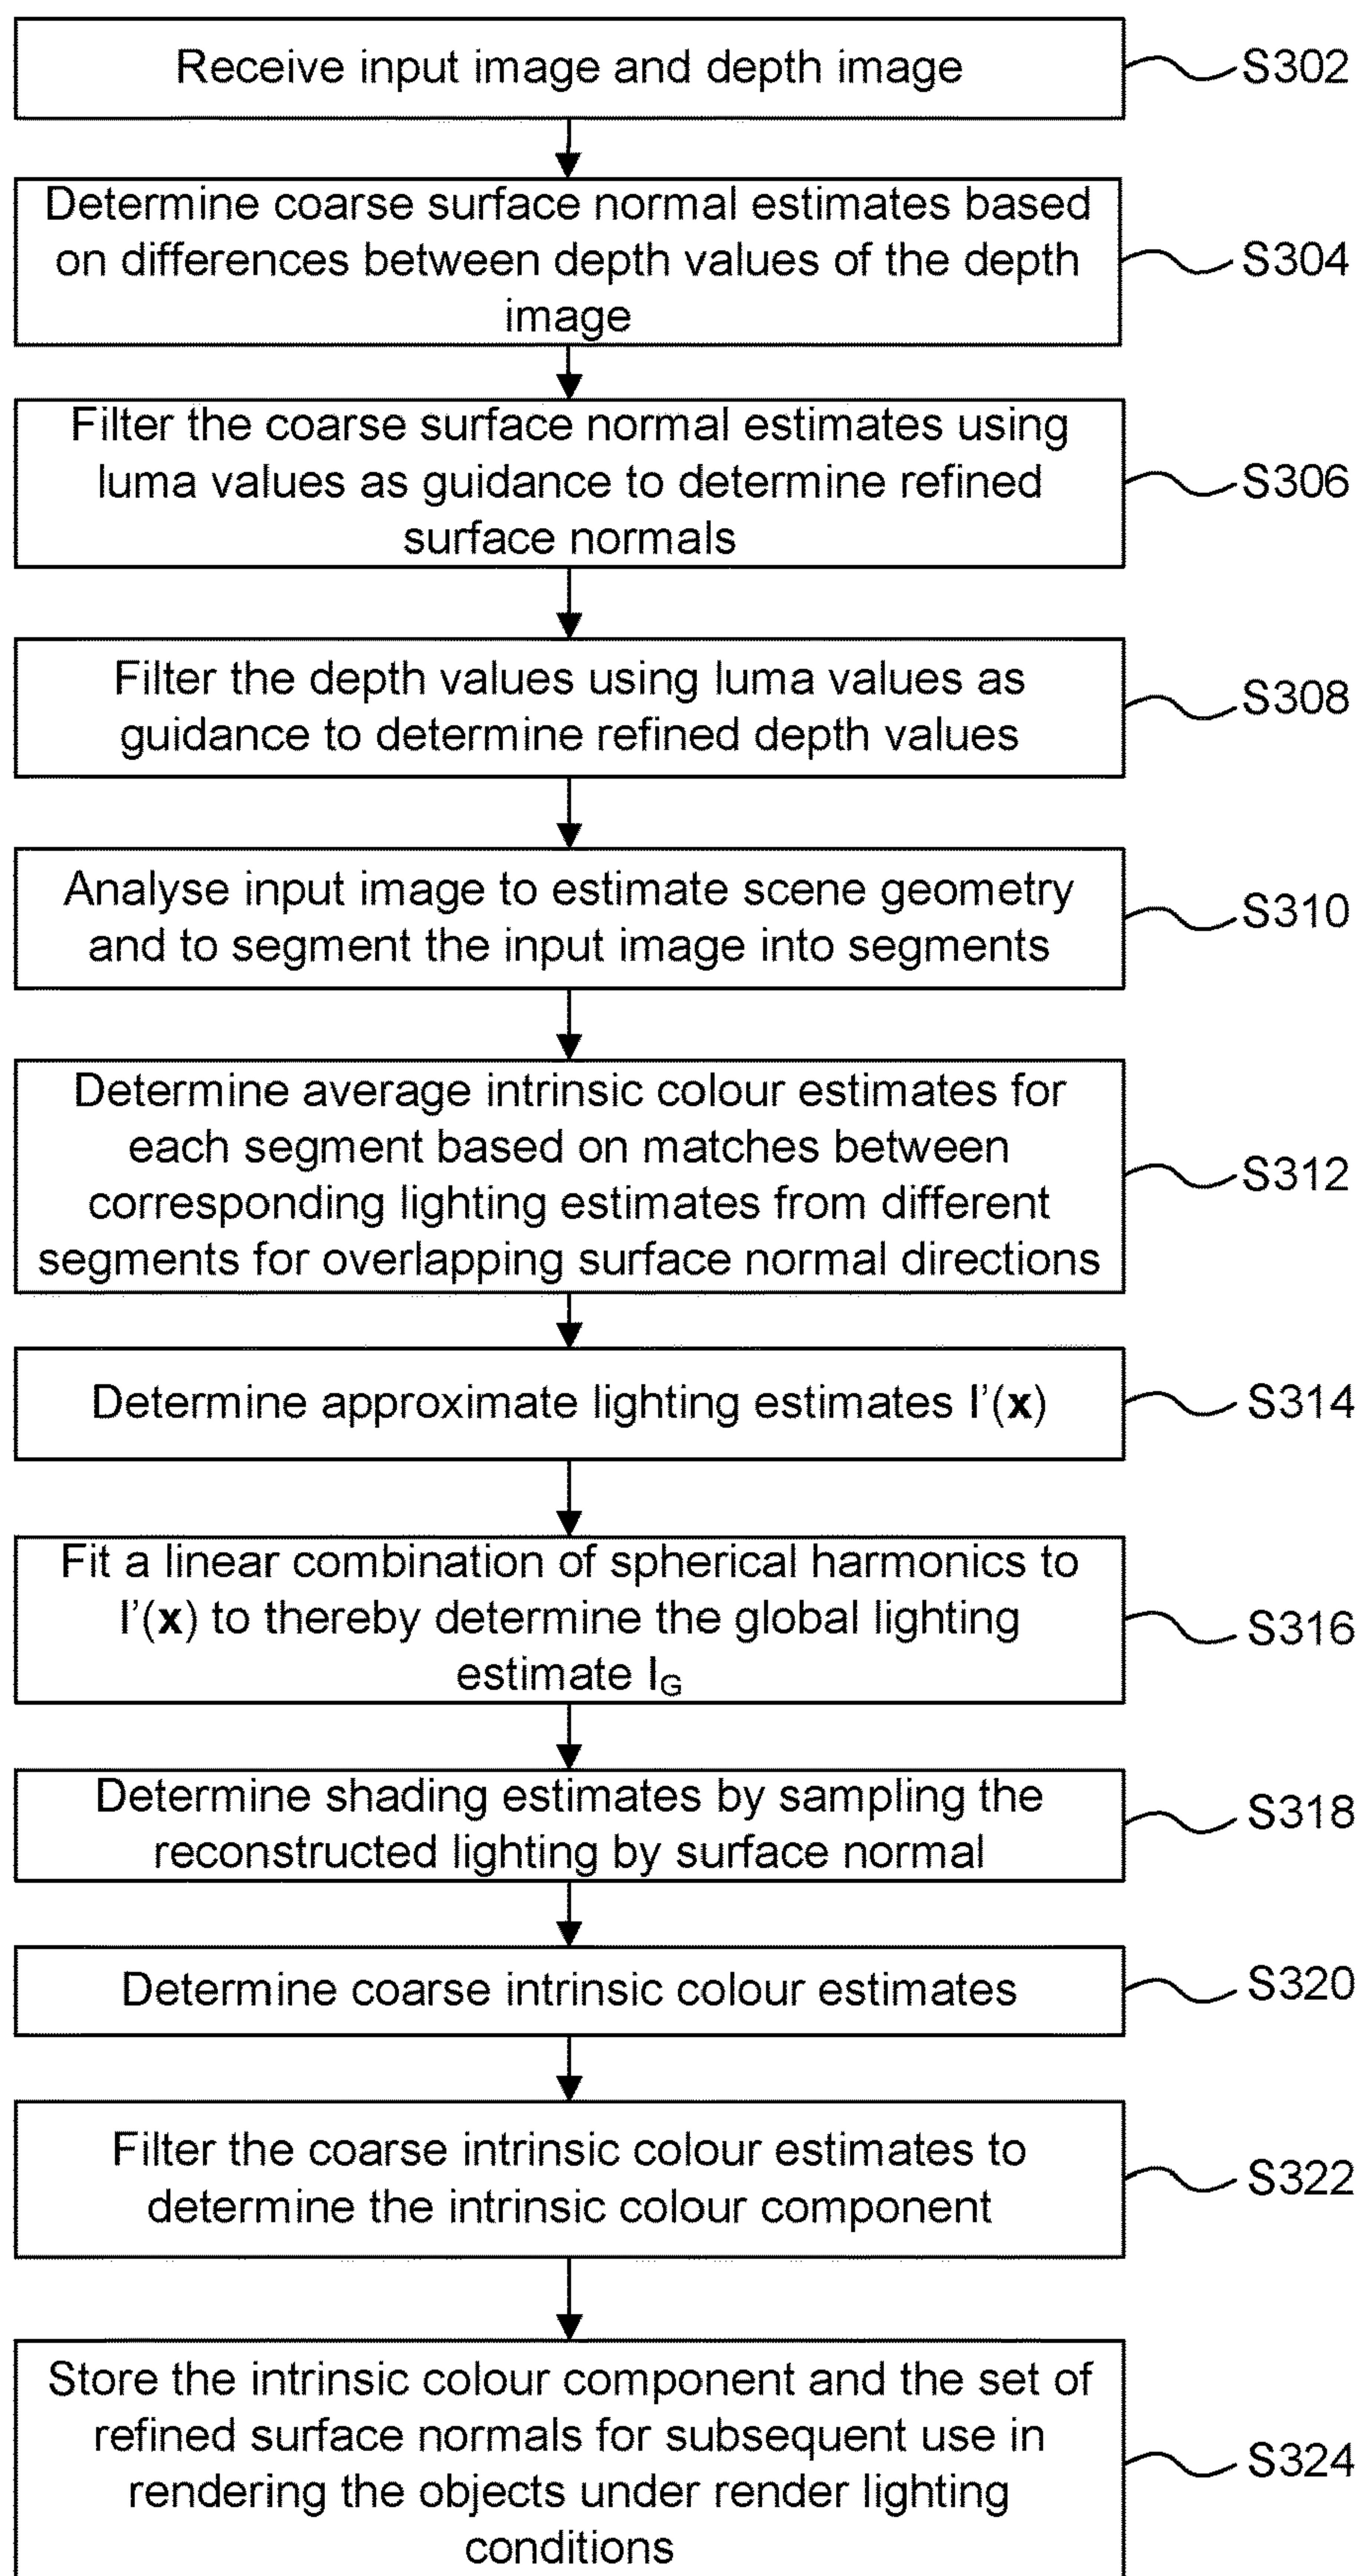 Receive input image and depth image
S302
Determine coarse surface normal estimates based
on differences between depth values of the depth
image
S304
Filter the coarse surface normal estimates using
luma values as guidance to determine refined
surface normals
S306
Filter the depth values using luma values as
guidance to determine refined depth values
S308
Analyse input image to estimate scene geometry
and to segment the input image into segments
S310
Determine average intrinsic colour estimates for
each segment based on matches between
corresponding lighting estimates from different
segments for overlapping surface normal directions
S312
Determine approximate lighting estimates I'(x)
S314
Fit a linear combination of spherical harmonics to
I'(x) to thereby determine the global lighting
estimate I_G
S316
Determine shading estimates by sampling the
reconstructed lighting by surface normal
S318
Determine coarse intrinsic colour estimates
S320
Filter the coarse intrinsic colour estimates to
determine the intrinsic colour component
S322
Store the intrinsic colour component and the set of
refined surface normals for subsequent use in
rendering the objects under render lighting
conditions
S324